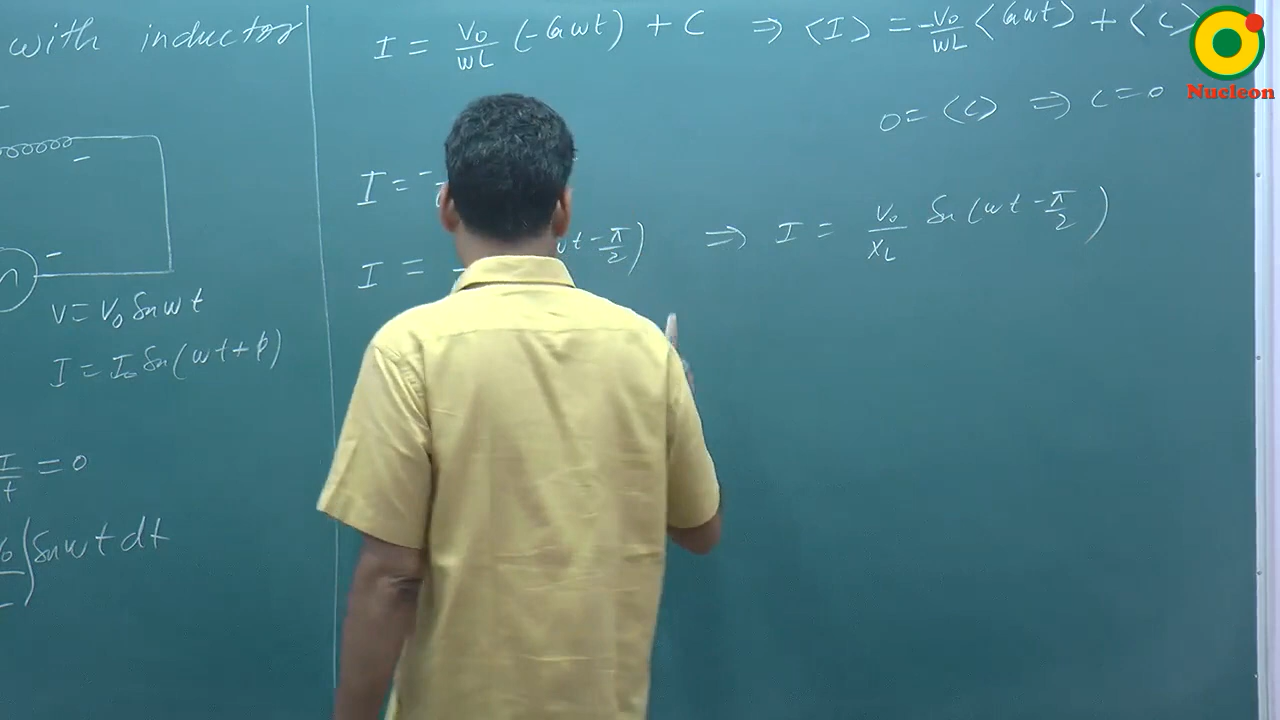 with inductor
V = V₀ Sin ωt
I = I₀ Sin (ωt + φ)
= 0
Sin ωt dt
I = V₀/ωL (-Cos ωt) + C ⇒ ⟨I⟩ = -V₀/ωL ⟨Cos ωt⟩ + ⟨C⟩
0 = ⟨C⟩ ⇒ C = 0
I = -
I = ωt - π/2) ⇒ I = V₀/X_L Sin (ωt - π/2)
Nucleon